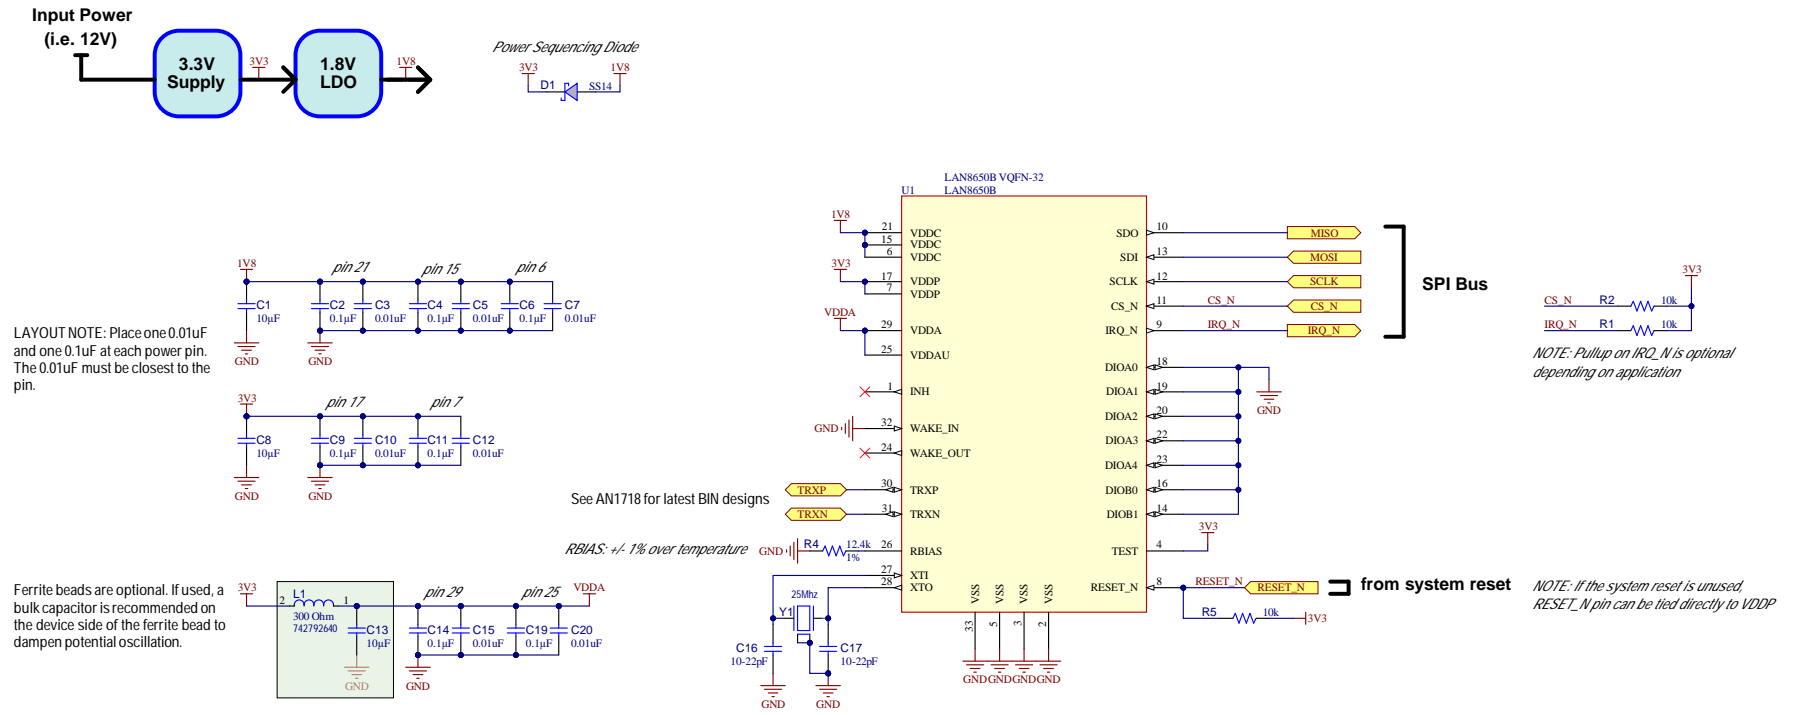 Input Power
(i.e. 12V)
3.3V
Supply
3V3
1.8V
LDO
1V8
Power Sequencing Diode
3V3
1V8
D1
SS14
LAN8650B VQFN-32
U1
LAN8650B
1V8
21 VDDC
15 VDDC
6 VDDC
3V3
17 VDDP
7 VDDP
VDDA
29 VDDA
25 VDDAU
1 INH
GND 32 WAKE_IN
24 WAKE_OUT
See AN1718 for latest BIN designs
TRXP 30 TRXP
TRXN 31 TRXN
RBIAS: +/- 1% over temperature
GND R4 12.4k 1% 26 RBIAS
27 XTI
28 XTO
25Mhz
Y1
C16
10-22pF
C17
10-22pF
GND
GND
SDO 10 MISO
SDI 13 MOSI
SCLK 12 SCLK
CS_N 11 CS_N CS_N
IRQ_N 9 IRQ_N IRQ_N
SPI Bus
DIOA0 18
DIOA1 19
DIOA2 20
DIOA3 22
DIOA4 23
DIOB0 16
DIOB1 14
GND
3V3
TEST 4
RESET_N 8 RESET_N RESET_N
from system reset
R5 10k 3V3
VSS VSS VSS VSS
33 5 3 2
GND GND GND GND
3V3
CS_N R2 10k
IRQ_N R1 10k
NOTE: Pullup on IRQ_N is optional
depending on application
NOTE: If the system reset is unused,
RESET_N pin can be tied directly to VDDP
LAYOUT NOTE: Place one 0.01uF
and one 0.1uF at each power pin.
The 0.01uF must be closest to the
pin.
1V8
pin 21 pin 15 pin 6
C1 C2 C3 C4 C5 C6 C7
10µF 0.1µF 0.01uF 0.1µF 0.01uF 0.1µF 0.01uF
GND GND
3V3
pin 17 pin 7
C8 C9 C10 C11 C12
10µF 0.1µF 0.01uF 0.1µF 0.01uF
GND GND
Ferrite beads are optional. If used, a
bulk capacitor is recommended on
the device side of the ferrite bead to
dampen potential oscillation.
3V3
L1
2 1
300 Ohm
742792640
pin 29 pin 25
VDDA
C13 C14 C15 C19 C20
10µF 0.1µF 0.01uF 0.1µF 0.01uF
GND GND